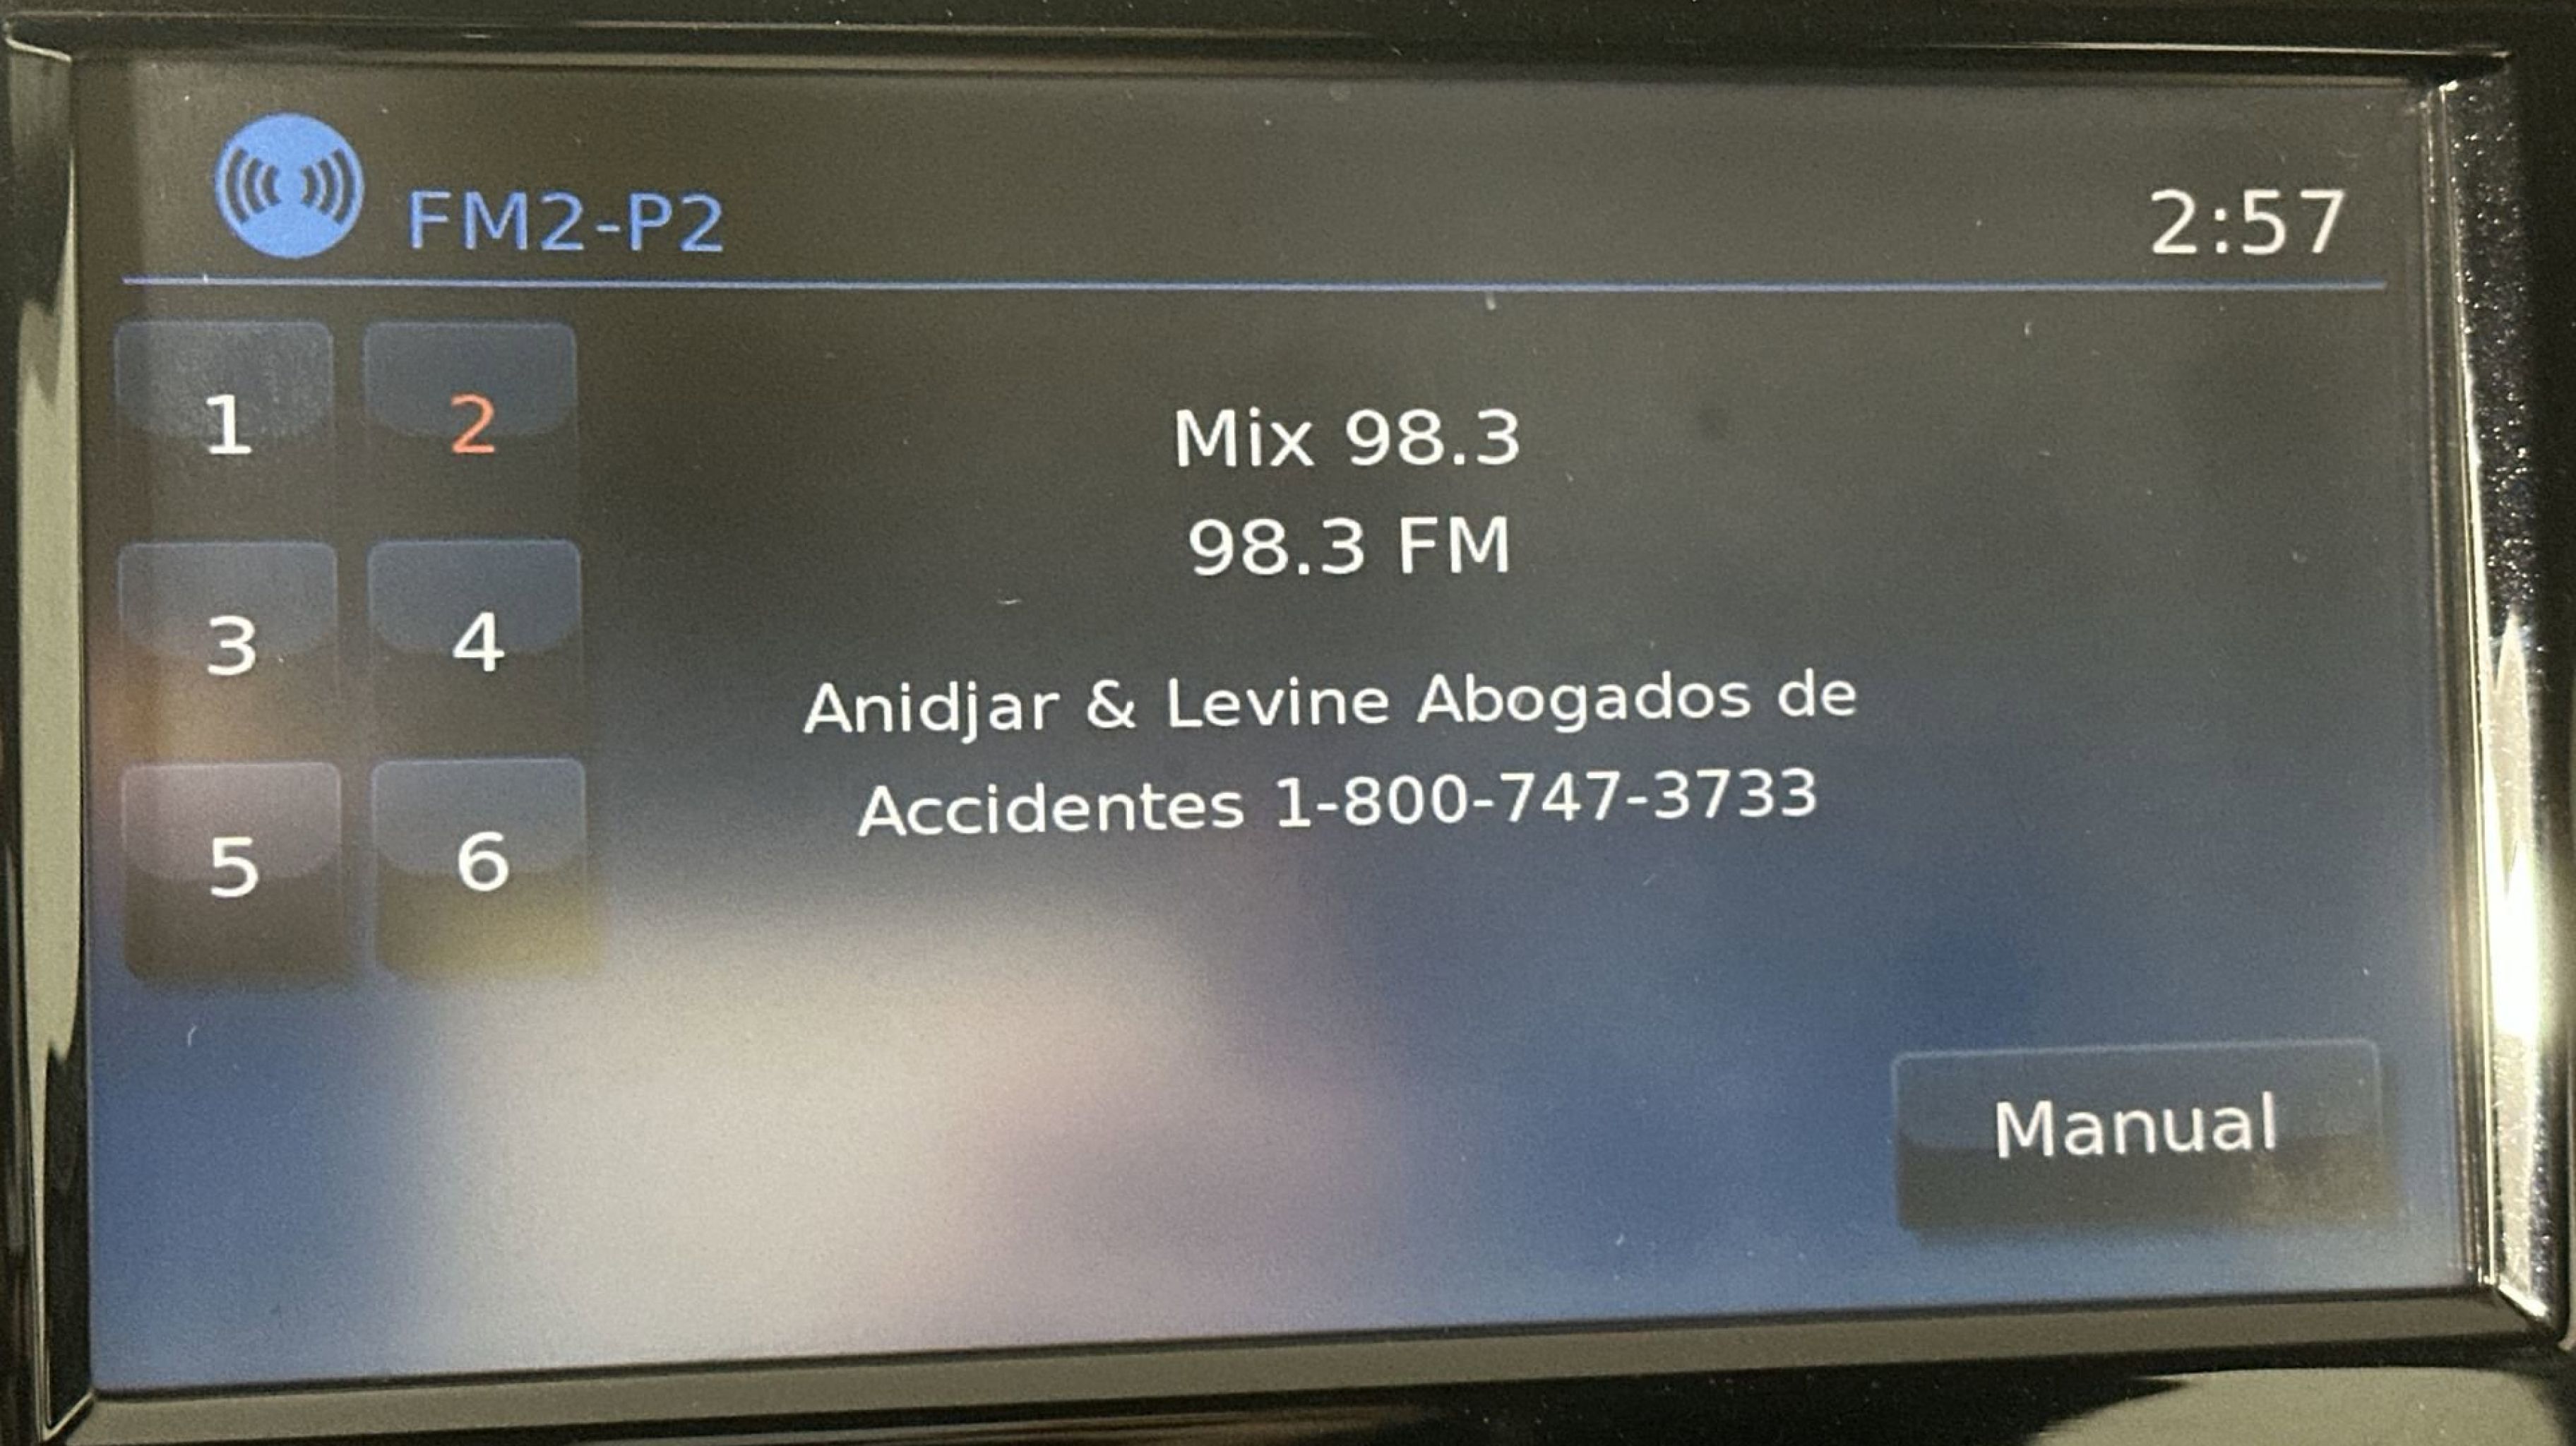 FM2-P2
2:57
1 2
3 4
5 6
Mix 98.3
98.3 FM
Anidjar & Levine Abogados de
Accidentes 1-800-747-3733
Manual